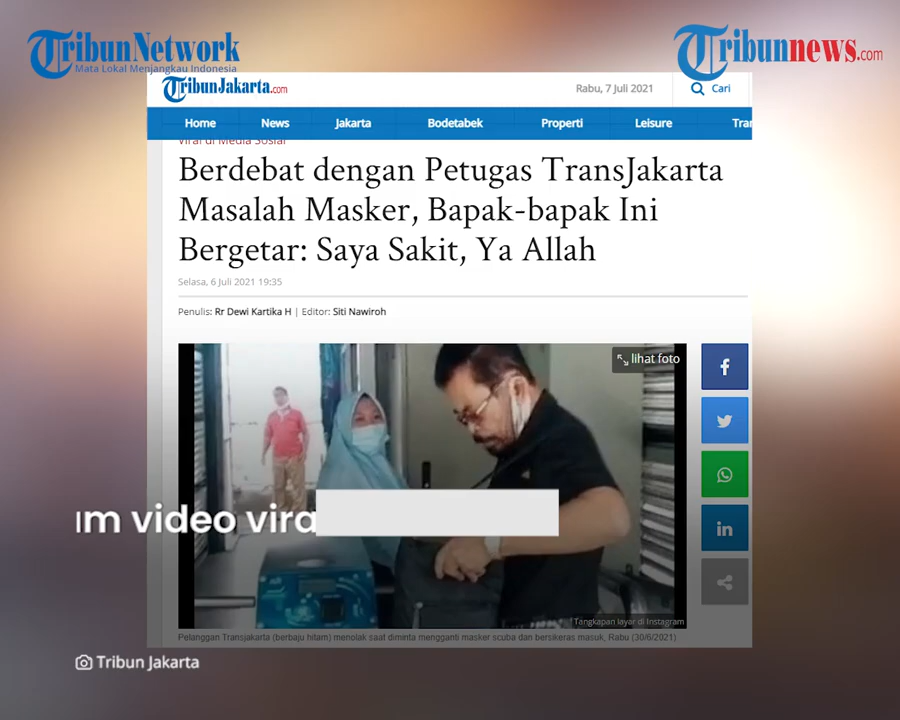 TribunNetwork
Mata Lokal Menjangkau Indonesia
Tribunnews.com
TribunJakarta.com
Rabu, 7 Juli 2021
Cari
Home
News
Jakarta
Bodetabek
Properti
Leisure
Viral di Media Sosial
Berdebat dengan Petugas TransJakarta
Masalah Masker, Bapak-bapak Ini
Bergetar: Saya Sakit, Ya Allah
Selasa, 6 Juli 2021 19:35
Penulis: Rr Dewi Kartika H | Editor: Siti Nawiroh
lihat foto
video
Tangkapan layar di Instagram
Pelanggan Transjakarta (berbaju hitam) menolak saat diminta mengganti masker scuba dan bersikeras masuk, Rabu (30/6/2021)
Tribun Jakarta